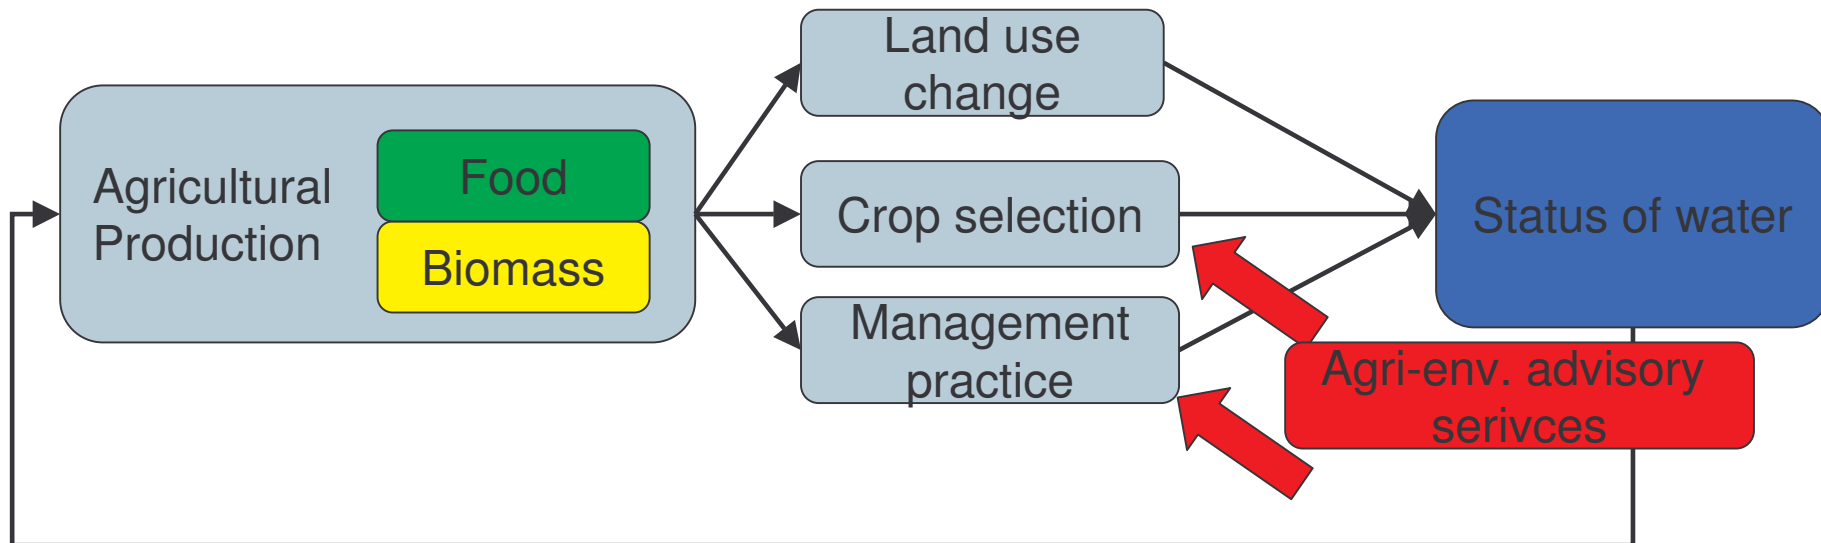 Agricultural
Production
Food
Biomass
Land use
change
Crop selection
Management
practice
Status of water
Agri-env. advisory
serivces